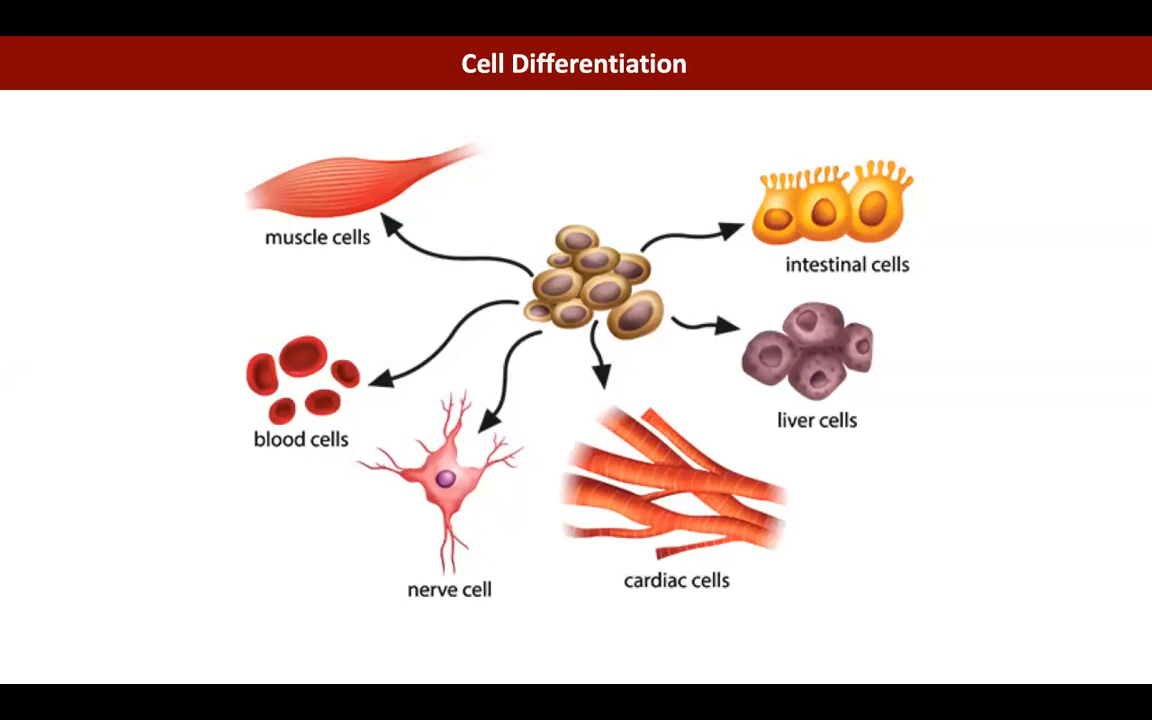 Cell Differentiation
muscle cells
intestinal cells
blood cells
liver cells
nerve cell
cardiac cells